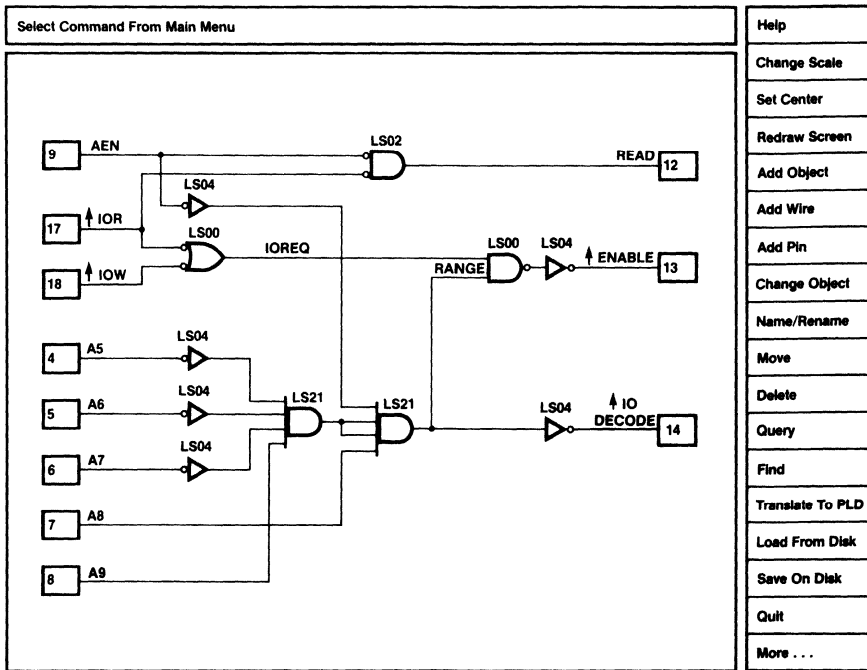 Select Command From Main Menu
Help
Change Scale
Set Center
Redraw Screen
Add Object
Add Wire
Add Pin
Change Object
Name/Rename
Move
Delete
Query
Find
Translate To PLD
Load From Disk
Save On Disk
Quit
More . . .
9 AEN
LS02
READ 12
LS04
17 IOR
LS00
IOREQ
18 IOW
LS00 LS04
RANGE
ENABLE 13
LS04
4 A5
LS04
5 A6
LS21
LS21
LS04
IO
DECODE 14
LS04
6 A7
7 A8
8 A9